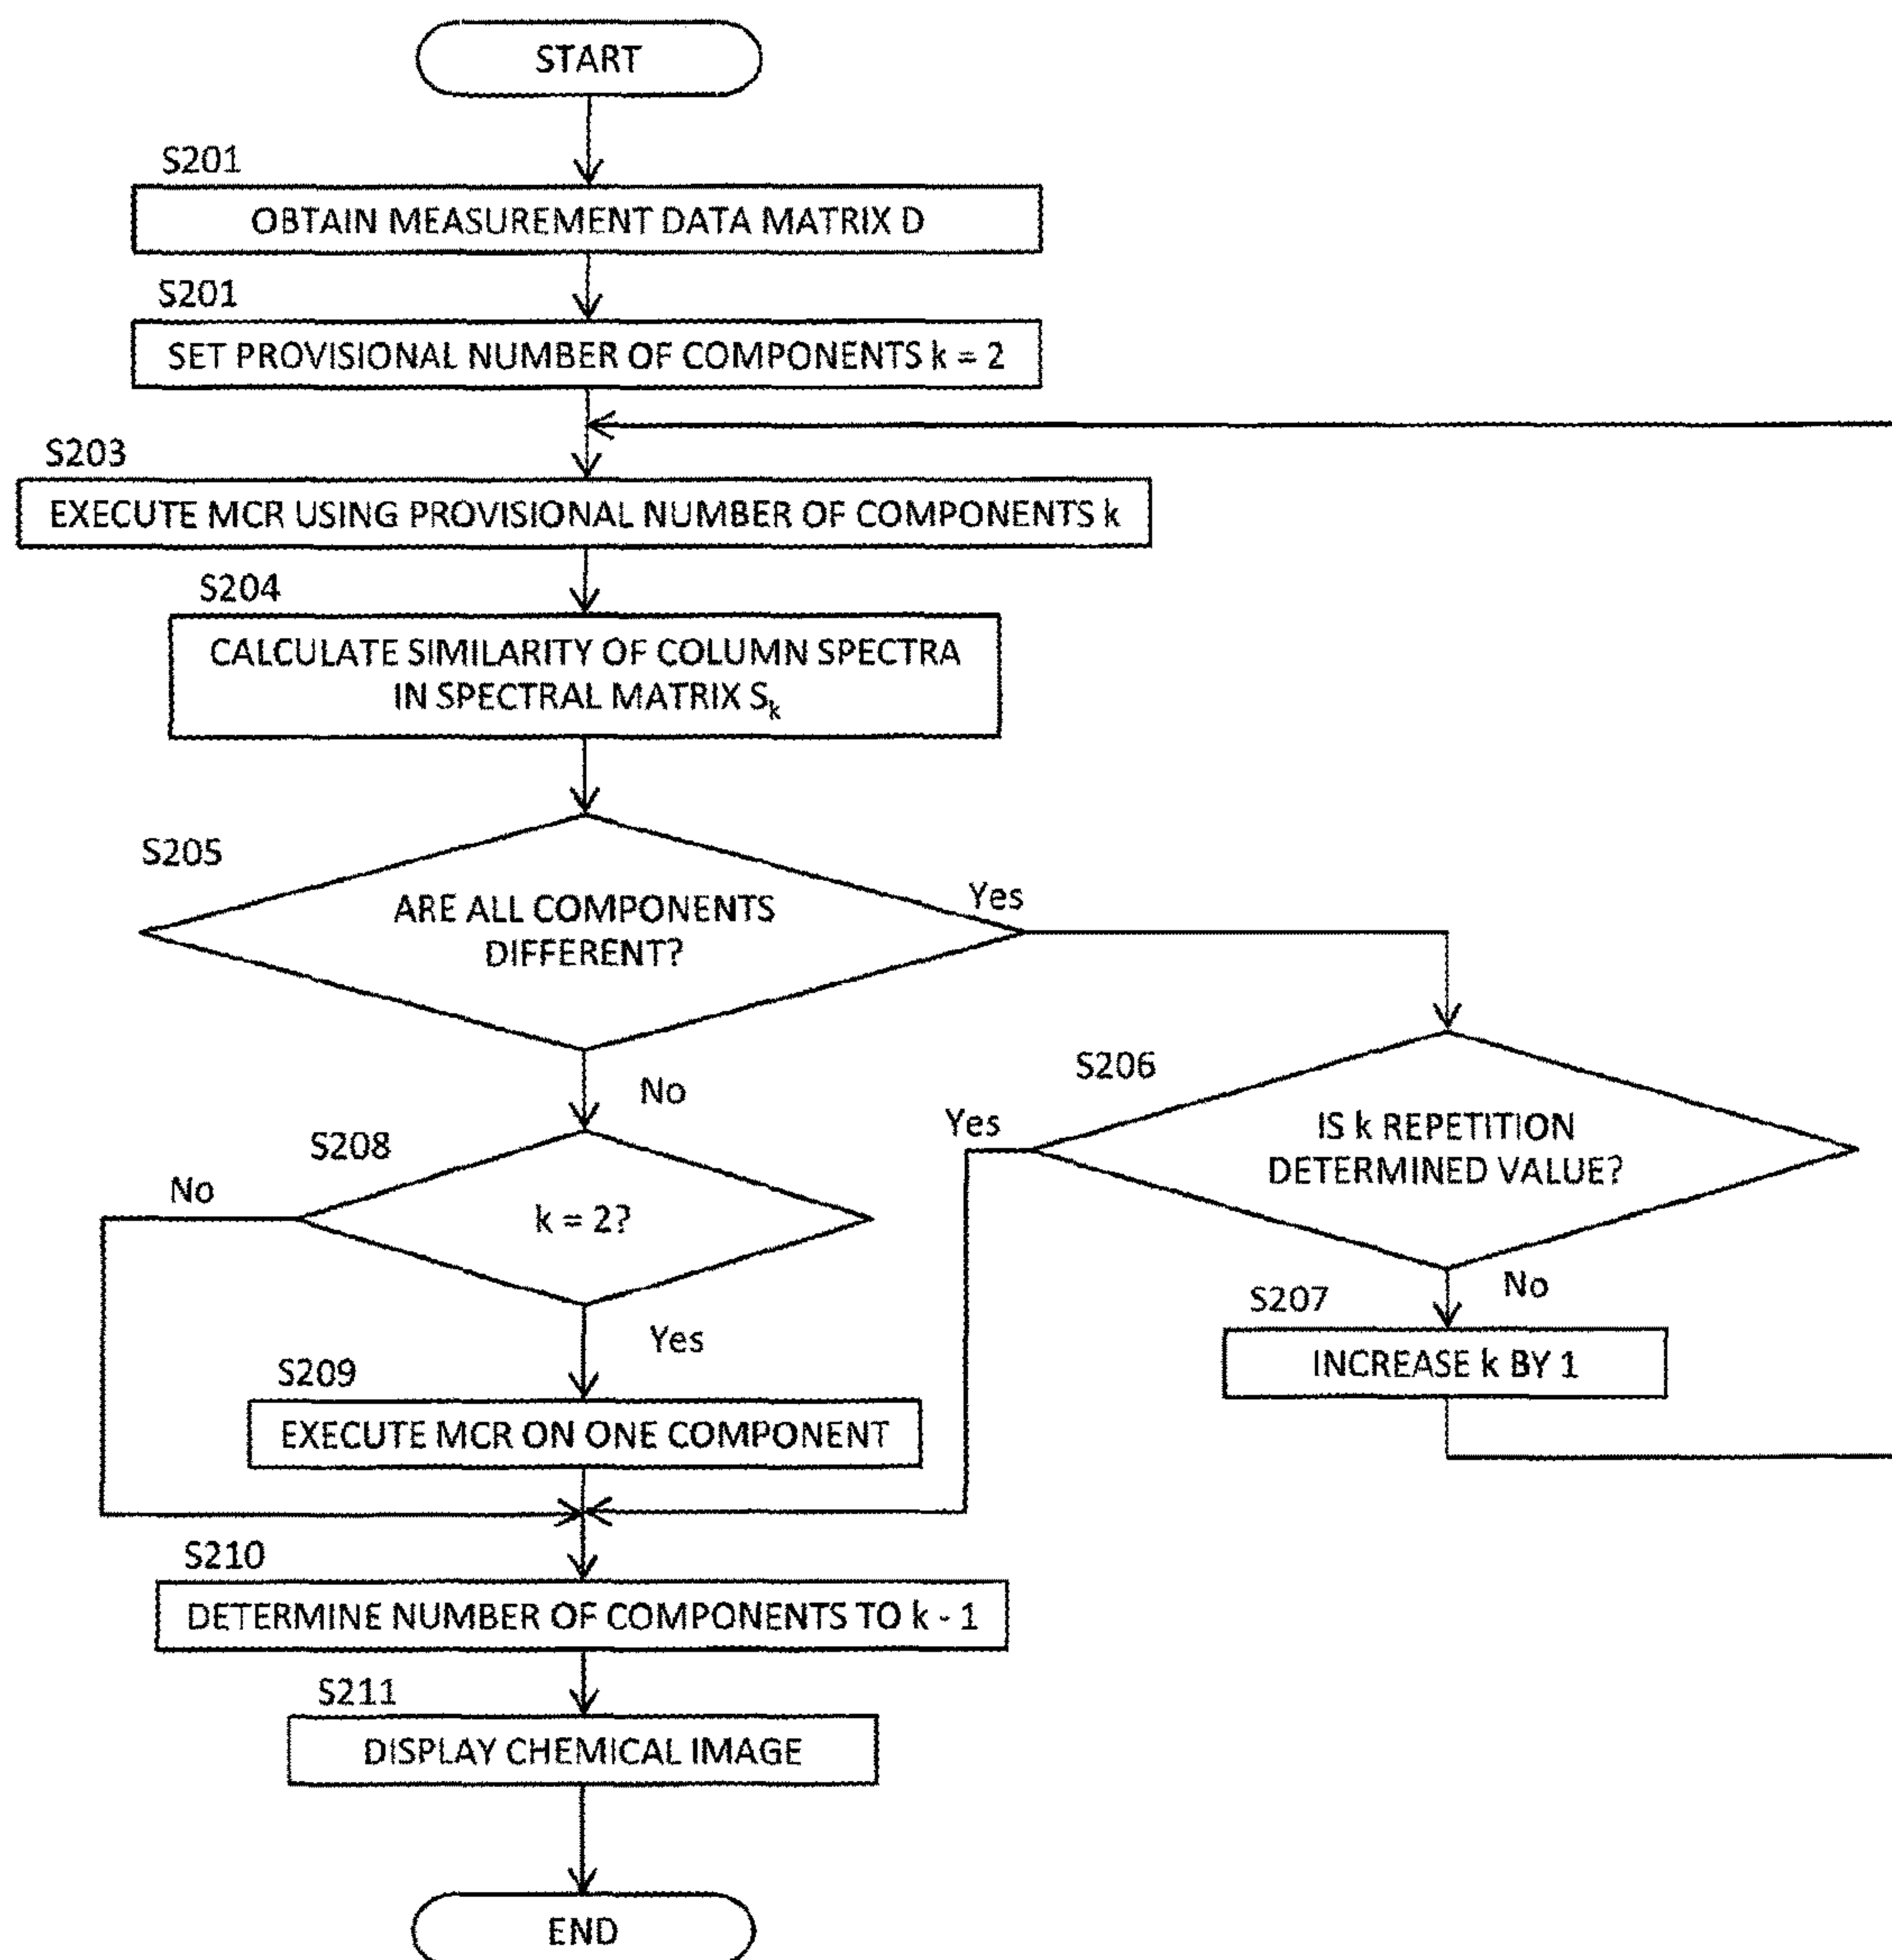 START
S201
OBTAIN MEASUREMENT DATA MATRIX D
S201
SET PROVISIONAL NUMBER OF COMPONENTS k = 2
S203
EXECUTE MCR USING PROVISIONAL NUMBER OF COMPONENTS k
S204
CALCULATE SIMILARITY OF COLUMN SPECTRA
IN SPECTRAL MATRIX Sk
S205
ARE ALL COMPONENTS
DIFFERENT?
Yes
No
S206
IS k REPETITION
DETERMINED VALUE?
Yes
No
S207
INCREASE k BY 1
S208
k = 2?
No
Yes
S209
EXECUTE MCR ON ONE COMPONENT
S210
DETERMINE NUMBER OF COMPONENTS TO k - 1
S211
DISPLAY CHEMICAL IMAGE
END